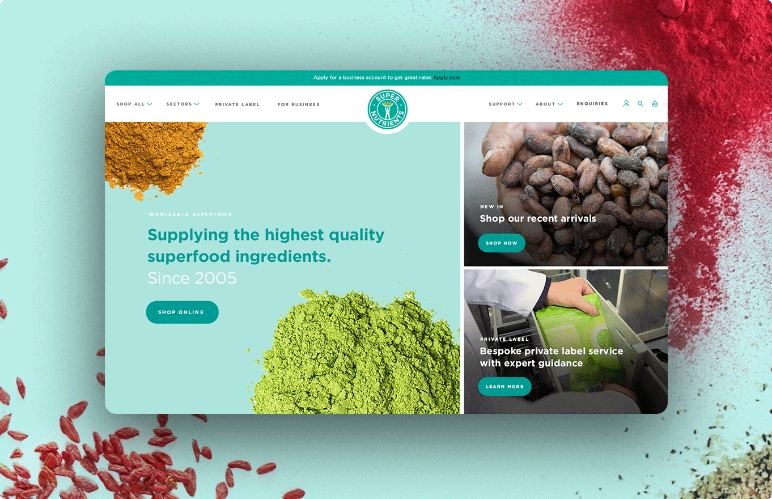 Apply for a business account to get great rates Apply now
SHOP ALL
SECTORS
PRIVATE LABEL
FOR BUSINESS
SUPER
NUTRIENTS
SUPPORT
ABOUT
ENQUIRIES
WHOLESALE SUPERFOOD
Supplying the highest quality
superfood ingredients.
Since 2005
SHOP ONLINE
NEW IN
Shop our recent arrivals
SHOP NOW
PRIVATE LABEL
Bespoke private label service
with expert guidance
LEARN MORE